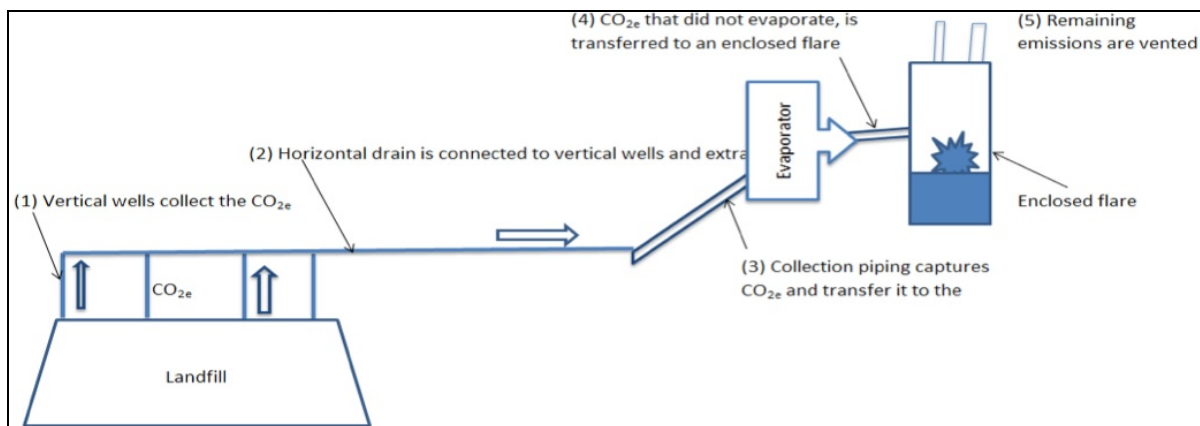 (4) CO2e that did not evaporate, is
transferred to an enclosed flare
(5) Remaining
emissions are vented
Evaporator
(2) Horizontal drain is connected to vertical wells and extra
(1) Vertical wells collect the CO2e
Enclosed flare
(3) Collection piping captures
CO2e and transfer it to the
CO2e
Landfill